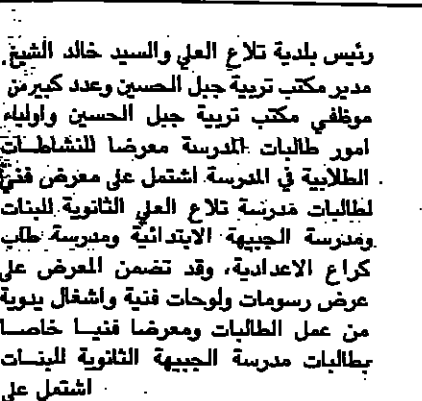 رئيس بلدية تلاع العلي والسيد خالد الشيخ
مدير مكتب تربية جبل الحسين وعدد كبير من
موظفي مكتب تربية جبل الحسين واولياء
امور طالبات المدرسة معرضا للنشاطات
الطلابية في المدرسة اشتمل على معرض فني
لطالبات مدرسة تلاع العلي الثانوية للبنات
ومدرسة الجبيهة الابتدائية ومدرسة
كراع الاعدادية، وقد تضمن المعرض على
عرض رسومات ولوحات فنية واشغال يدوية
من عمل الطالبات ومعرضا فنيا خاصا
بطالبات مدرسة الجبيهة الثانوية للبنات
اشتمل على